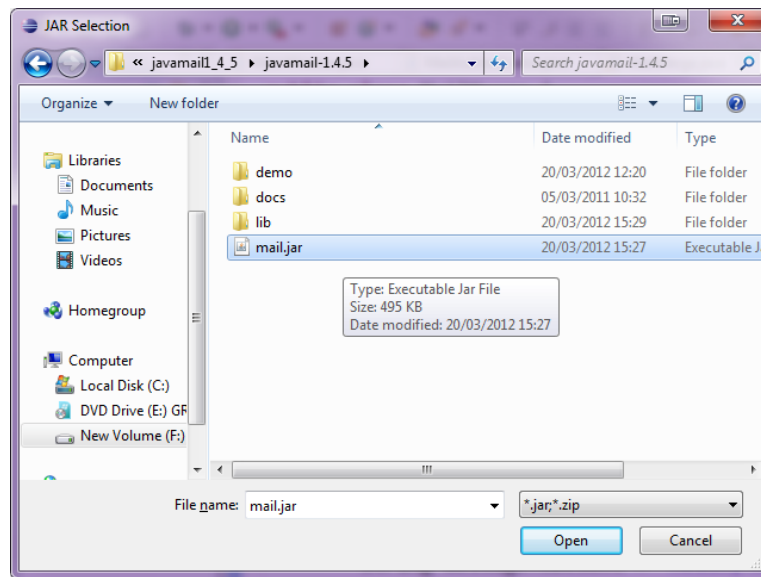 JAR Selection
« javamail1_4_5 javamail-1.4.5
Search javamail-1.4.5
Organize New folder
Name Date modified Type
Libraries
Documents
Music
Pictures
Videos
Homegroup
Computer
Local Disk (C:)
DVD Drive (E:) GR
New Volume (F:)
demo 20/03/2012 12:20 File folder
docs 05/03/2011 10:32 File folder
lib 20/03/2012 15:29 File folder
mail.jar 20/03/2012 15:27 Executable J
Type: Executable Jar File
Size: 495 KB
Date modified: 20/03/2012 15:27
File name: mail.jar *.jar;*.zip
Open Cancel